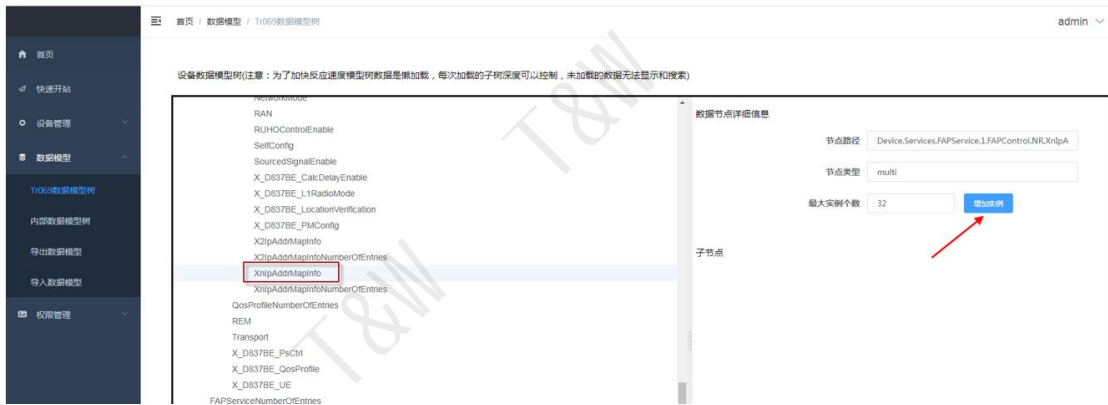 首页 / 数据模型 / Tr069数据模型树
admin
首页
快速开站
设备管理
数据模型
Tr069数据模型树
内部数据模型树
导出数据模型
导入数据模型
权限管理
设备数据模型树(注意：为了加快反应速度模型树数据是懒加载，每次加载的子树深度可以控制，未加载的数据无法显示和搜索)
NetworkMode
RAN
RUHOControlEnable
SelfConfig
SourcedSignalEnable
X_D837BE_CalcDelayEnable
X_D837BE_L1RadioMode
X_D837BE_LocationVerification
X_D837BE_PMConfig
X2IpAddrMapInfo
X2IpAddrMapInfoNumberOfEntries
XnIpAddrMapInfo
XnIpAddrMapInfoNumberOfEntries
QosProfileNumberOfEntries
REM
Transport
X_D837BE_PsCtrl
X_D837BE_QosProfile
X_D837BE_UE
FAPServiceNumberOfEntries
数据节点详细信息
节点路径 Device.Services.FAPService.1.FAPControl.NR.XnIpA
节点类型 multi
最大实例个数 32 增加实例
子节点
T&W
T&W